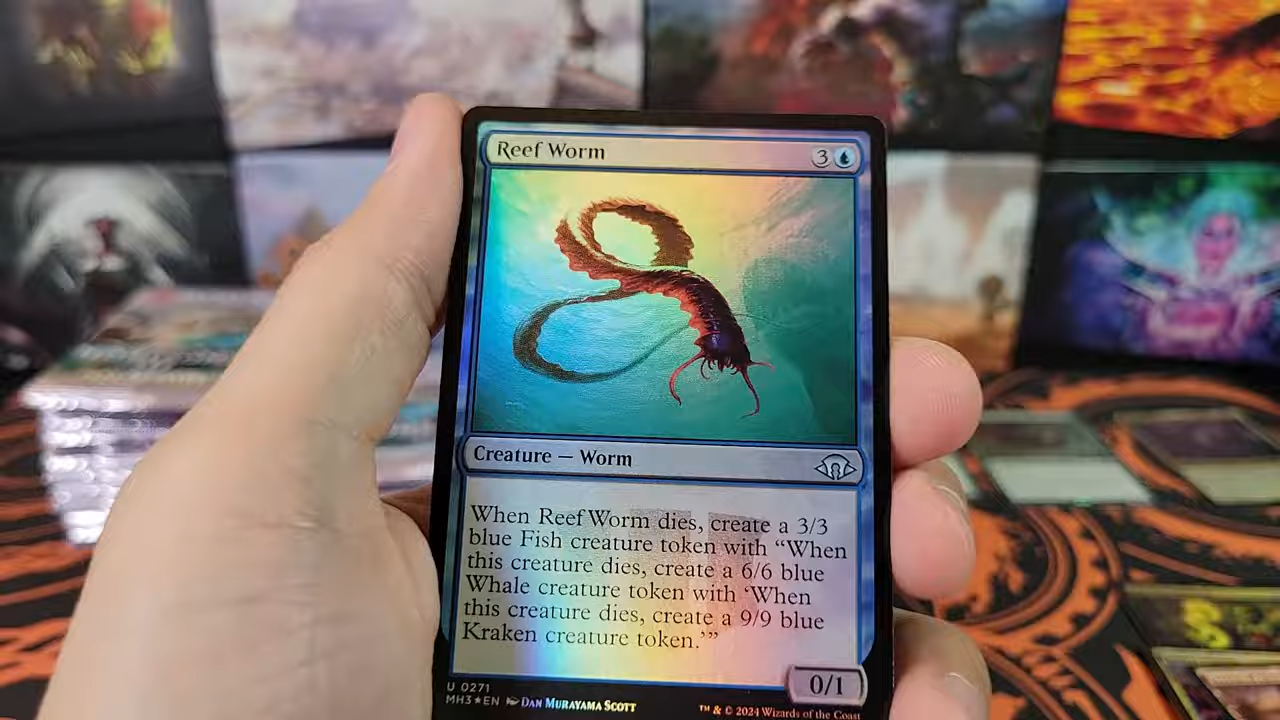 Reef Worm 3
Creature — Worm
When Reef Worm dies, create a 3/3
blue Fish creature token with “When
this creature dies, create a 6/6 blue
Whale creature token with ‘When
this creature dies, create a 9/9 blue
Kraken creature token.’”
0/1
U 0271
MH3★EN DAN MURAYAMA SCOTT
™ & © 2024 Wizards of the Coast